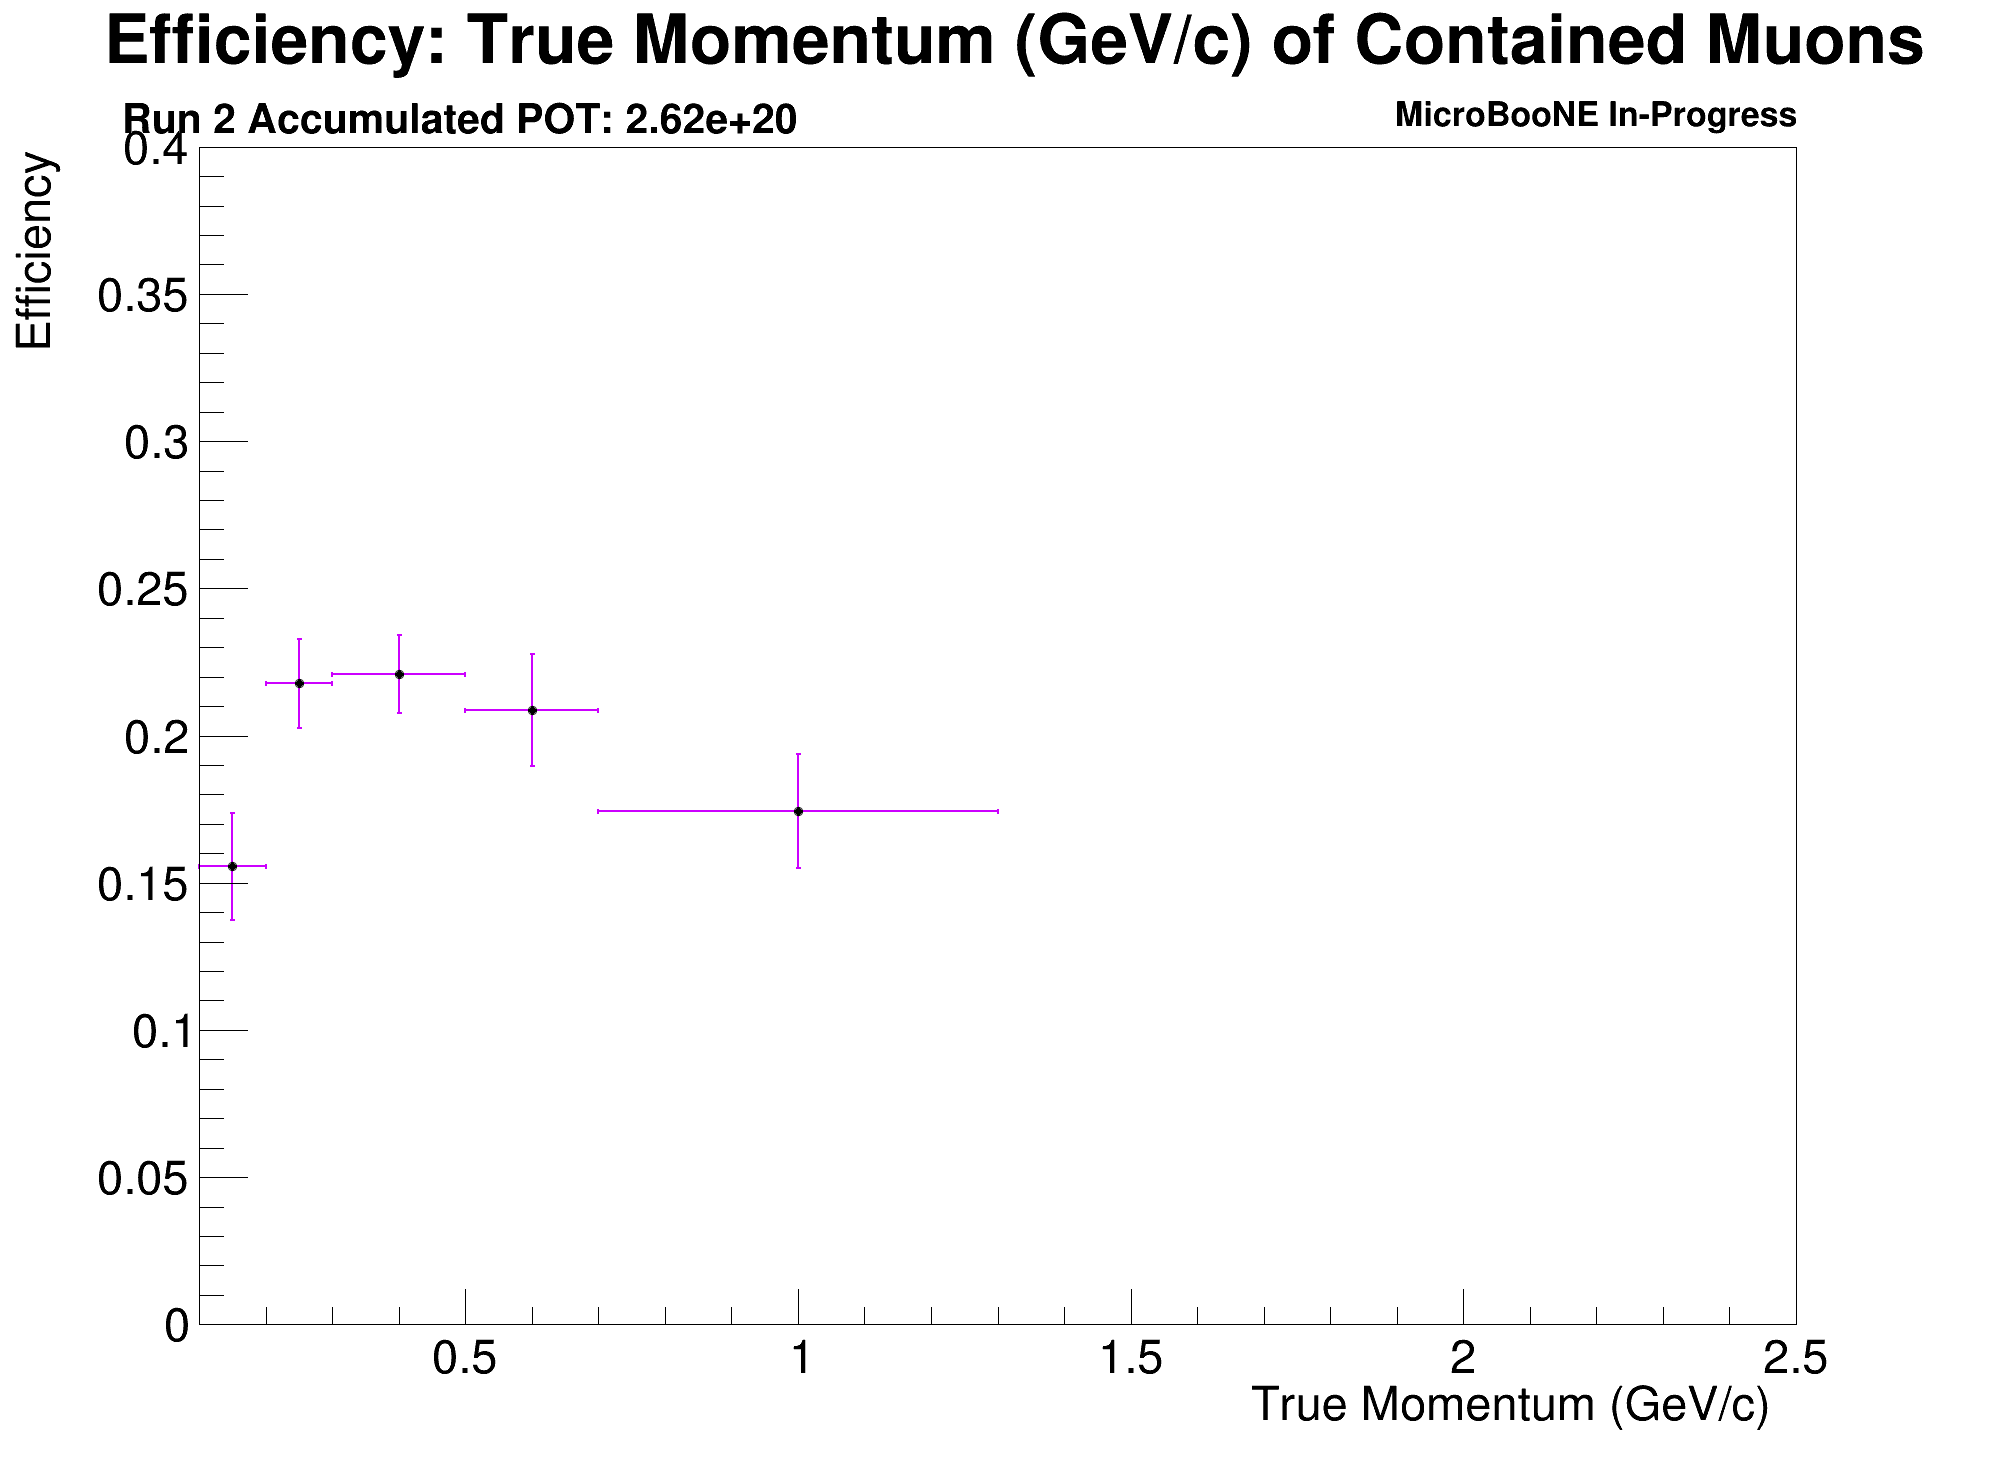 Efficiency: True Momentum (GeV/c) of Contained Muons
Run 2 Accumulated POT: 2.62e+20
MicroBooNE In-Progress
Efficiency
0.4
0.35
0.3
0.25
0.2
0.15
0.1
0.05
0
0.5 1 1.5 2 2.5
True Momentum (GeV/c)